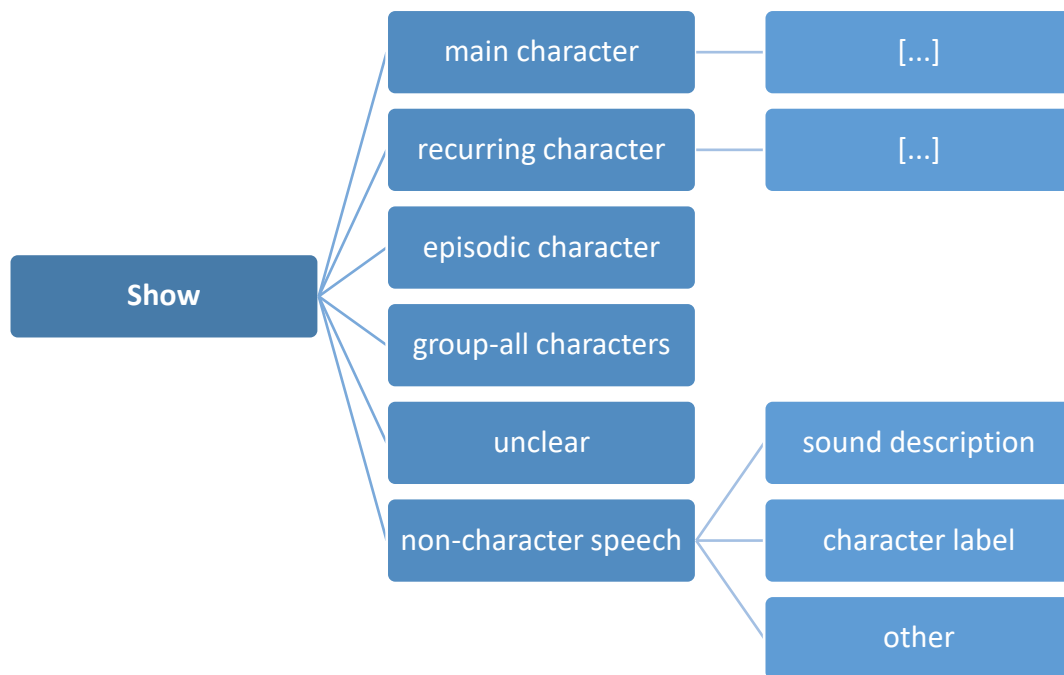 main character
[...]
recurring character
[...]
episodic character
Show
group-all characters
unclear
sound description
non-character speech
character label
other